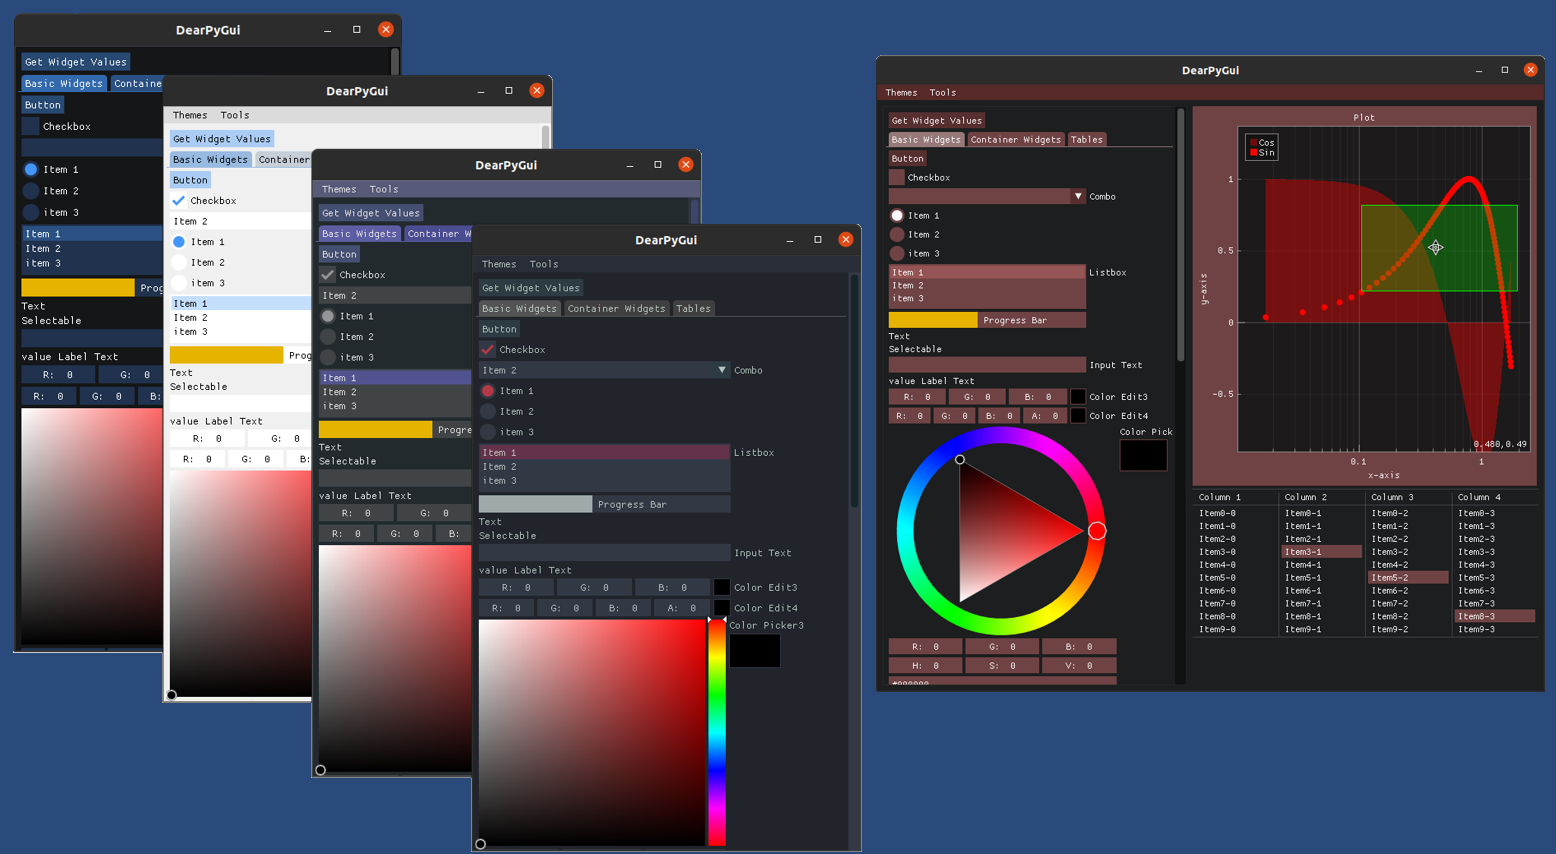 DearPyGui
Get Widget Values
Basic Widgets
Containe
Button
Checkbox
Item 1
Item 2
item 3
Item 1
Item 2
item 3
Prog
Text
Selectable
value Label Text
R: 0 G: 0
R: 0 G: 0 B:
DearPyGui
Themes Tools
Get Widget Values
Basic Widgets Container
Button
Checkbox
Item 2
Item 1
Item 2
item 3
Item 1
Item 2
item 3
Prog
Text
Selectable
value Label Text
R: 0 G: 0
R: 0 G: 0 B:
DearPyGui
Themes Tools
Get Widget Values
Basic Widgets Container W
Button
Checkbox
Item 2
Item 1
Item 2
item 3
Item 1
Item 2
item 3
Progre
Text
Selectable
value Label Text
R: 0 G: 0
R: 0 G: 0 B:
DearPyGui
Themes Tools
Get Widget Values
Basic Widgets Container Widgets Tables
Button
Checkbox
Item 2 Combo
Item 1
Item 2
item 3
Item 1 Listbox
Item 2
item 3
Progress Bar
Text
Selectable
Input Text
value Label Text
R: 0 G: 0 B: 0 Color Edit3
R: 0 G: 0 B: 0 A: 0 Color Edit4
Color Picker3
DearPyGui
Themes Tools
Get Widget Values
Basic Widgets Container Widgets Tables
Button
Checkbox
Combo
Item 1
Item 2
item 3
Item 1 Listbox
Item 2
item 3
Progress Bar
Text
Selectable
Input Text
value Label Text
R: 0 G: 0 B: 0 Color Edit3
R: 0 G: 0 B: 0 A: 0 Color Edit4
Color Pick
R: 0 G: 0 B: 0
H: 0 S: 0 V: 0
#000000
Plot
Cos
Sin
1
0.5
0
-0.5
y-axis
0.480,0.49
0.1 1
x-axis
Column 1 Column 2 Column 3 Column 4
Item0-0 Item0-1 Item0-2 Item0-3
Item1-0 Item1-1 Item1-2 Item1-3
Item2-0 Item2-1 Item2-2 Item2-3
Item3-0 Item3-1 Item3-2 Item3-3
Item4-0 Item4-1 Item4-2 Item4-3
Item5-0 Item5-1 Item5-2 Item5-3
Item6-0 Item6-1 Item6-2 Item6-3
Item7-0 Item7-1 Item7-2 Item7-3
Item8-0 Item8-1 Item8-2 Item8-3
Item9-0 Item9-1 Item9-2 Item9-3